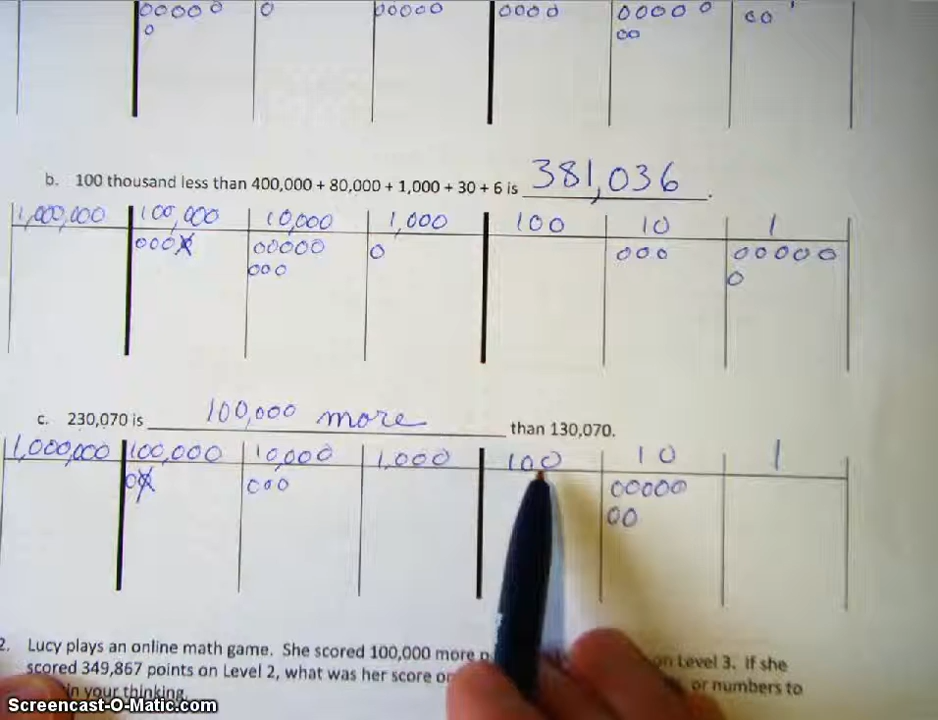 b. 100 thousand less than 400,000 + 80,000 + 1,000 + 30 + 6 is 381,036.
1,000,000 100,000 10,000 1,000 100 10 1
c. 230,070 is 100,000 more than 130,070.
1,000,000 100,000 10,000 1,000 100 10 1
2. Lucy plays an online math game. She scored 100,000 more on Level 3. If she
scored 349,867 points on Level 2, what was her score or numbers to
in your thinking.
Screencast-O-Matic.com